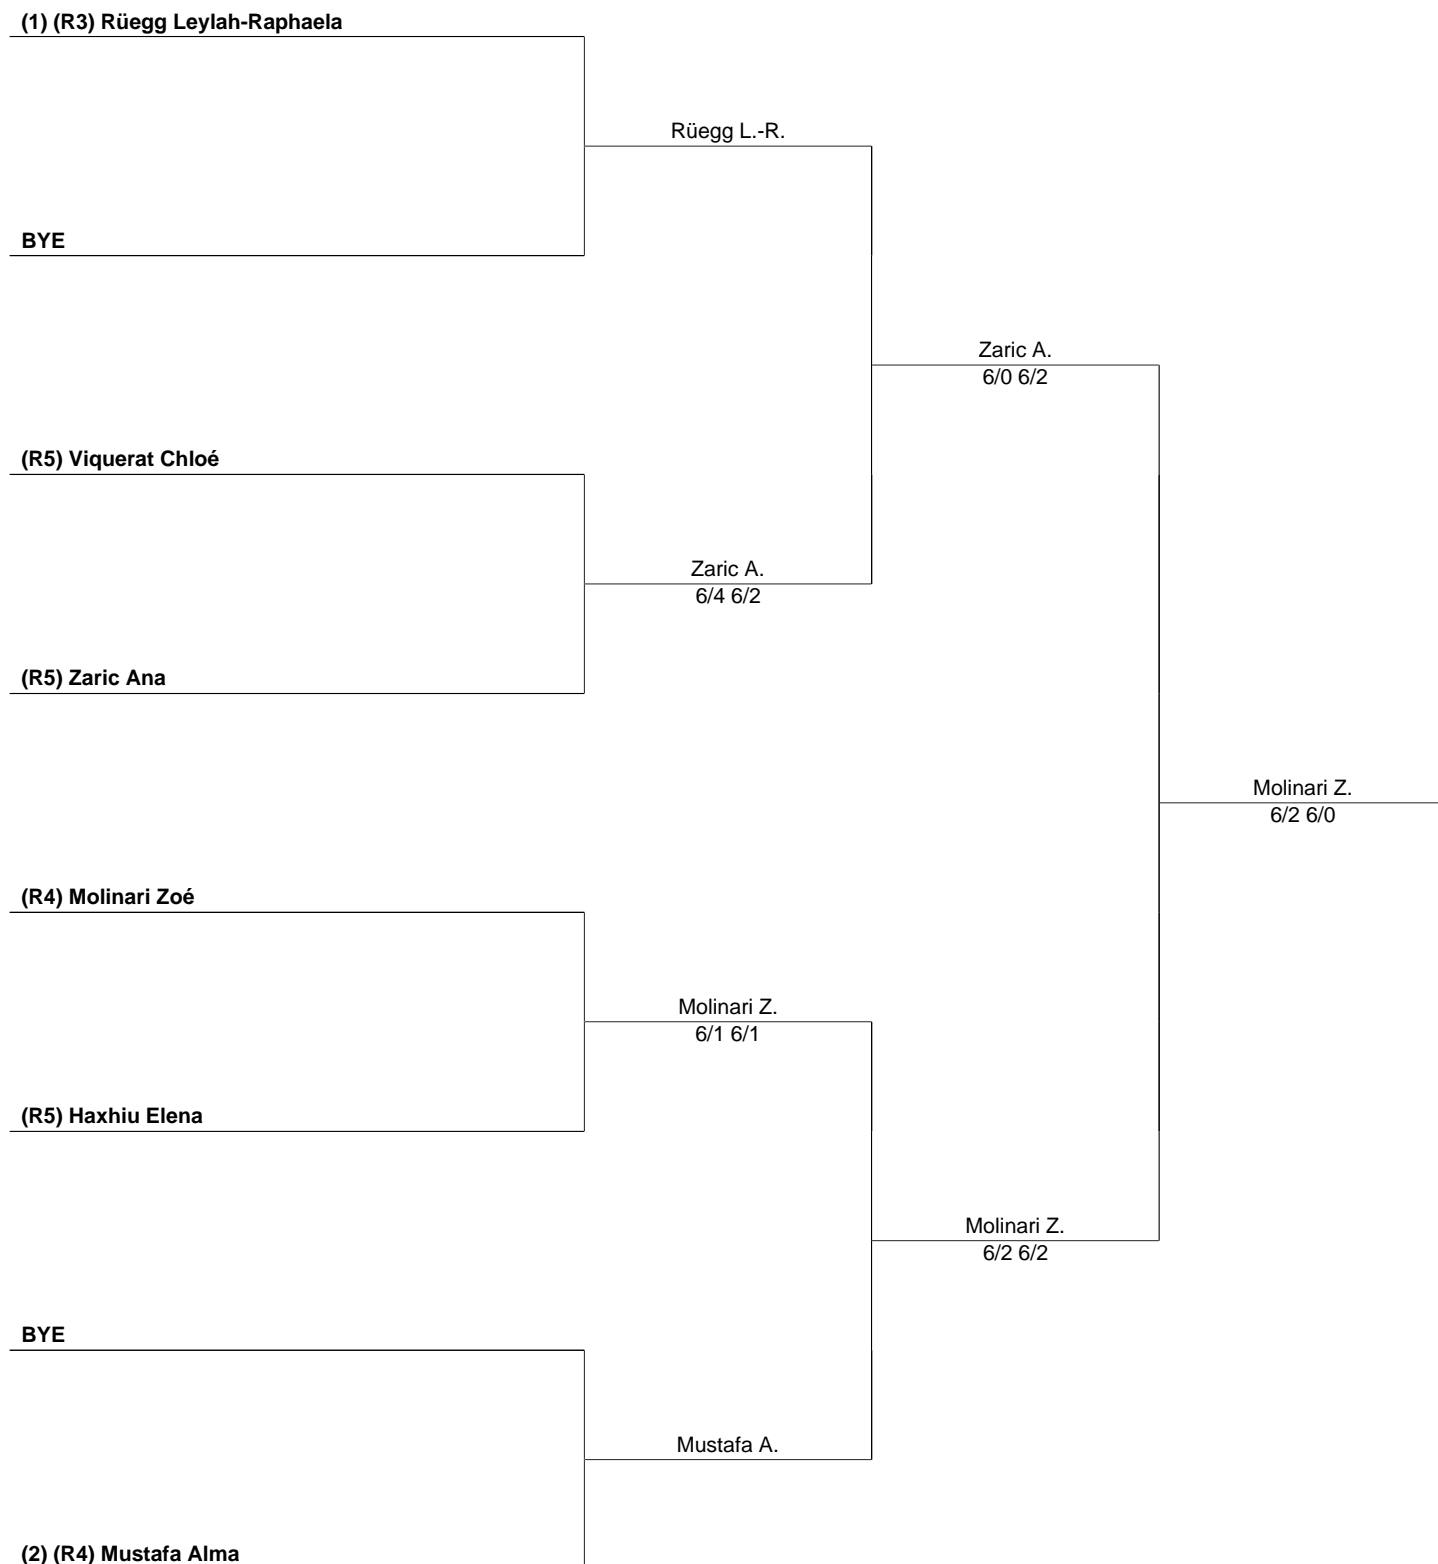 (1) (R3) Rüegg Leylah-Raphaela
Rüegg L.-R.
BYE
Zaric A.
6/0 6/2
(R5) Viquerat Chloé
Zaric A.
6/4 6/2
(R5) Zaric Ana
Molinari Z.
6/2 6/0
(R4) Molinari Zoé
Molinari Z.
6/1 6/1
(R5) Haxhiu Elena
Molinari Z.
6/2 6/2
BYE
Mustafa A.
(2) (R4) Mustafa Alma